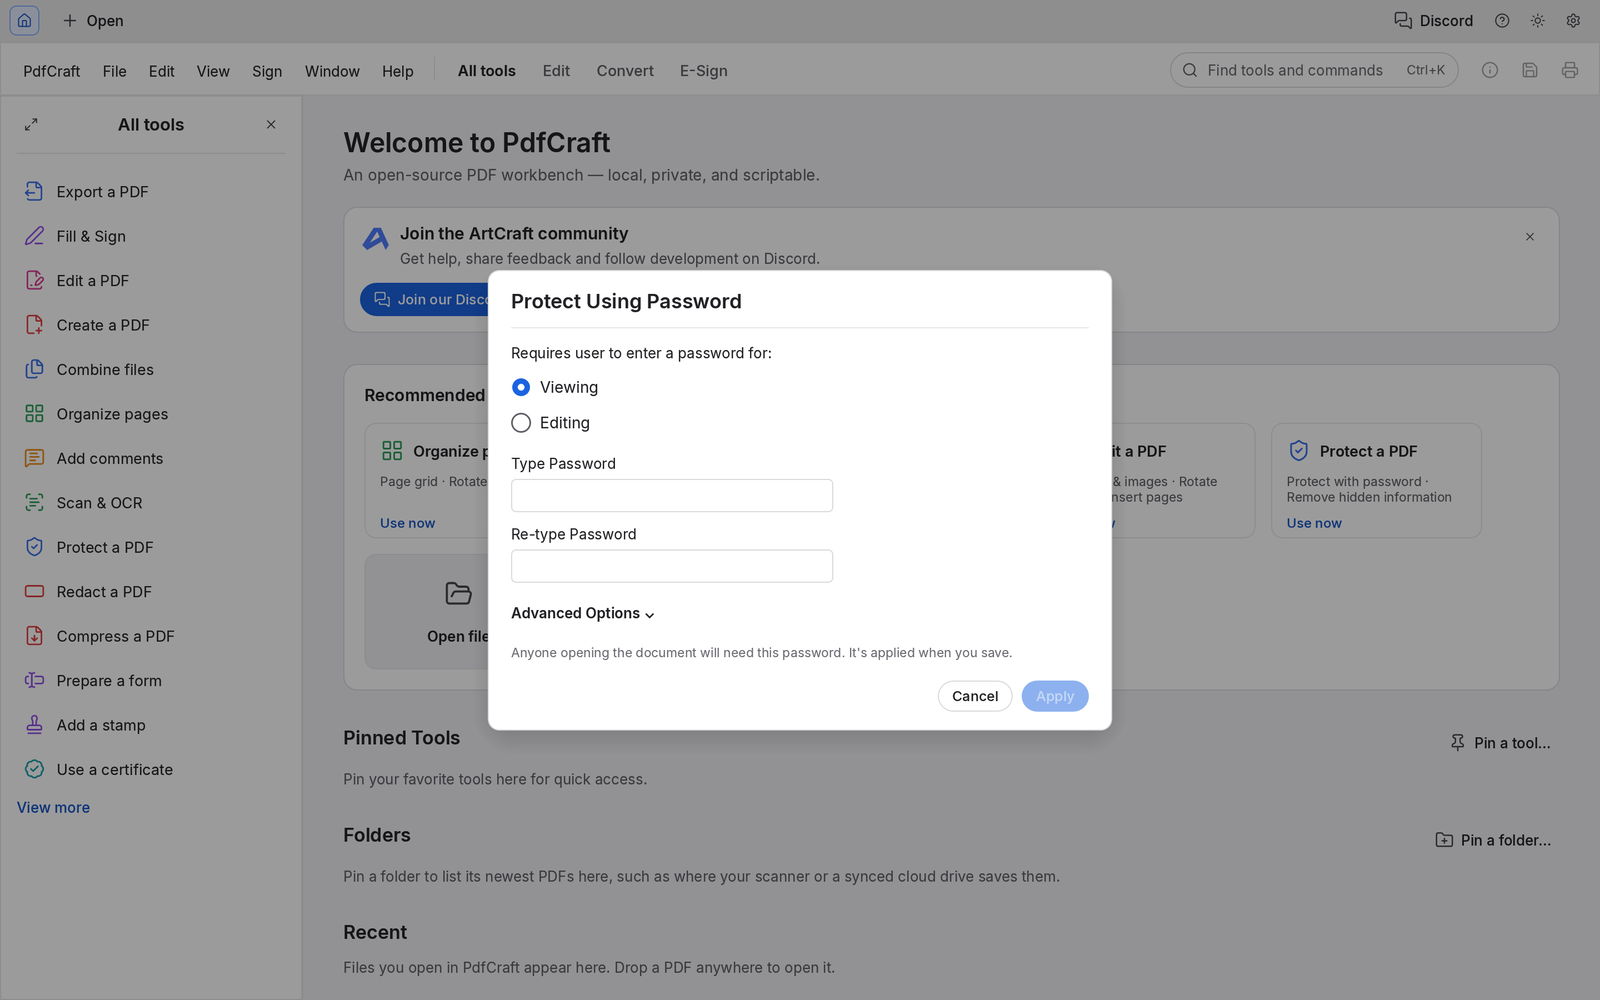 Open
Discord
PdfCraft
File
Edit
View
Sign
Window
Help
All tools
Edit
Convert
E-Sign
Find tools and commands
Ctrl+K
All tools
Export a PDF
Fill & Sign
Edit a PDF
Create a PDF
Combine files
Organize pages
Add comments
Scan & OCR
Protect a PDF
Redact a PDF
Compress a PDF
Prepare a form
Add a stamp
Use a certificate
View more
Welcome to PdfCraft
An open-source PDF workbench — local, private, and scriptable.
Join the ArtCraft community
Get help, share feedback and follow development on Discord.
Join our
Recommended
Organize
Page grid · Rotate
Use now
Open file
a PDF
& images · Rotate
pages
Protect a PDF
Protect with password ·
Remove hidden information
Use now
Protect Using Password
Requires user to enter a password for:
Viewing
Editing
Type Password
Re-type Password
Advanced Options
Anyone opening the document will need this password. It's applied when you save.
Cancel
Apply
Pinned Tools
Pin a tool...
Pin your favorite tools here for quick access.
Folders
Pin a folder...
Pin a folder to list its newest PDFs here, such as where your scanner or a synced cloud drive saves them.
Recent
Files you open in PdfCraft appear here. Drop a PDF anywhere to open it.